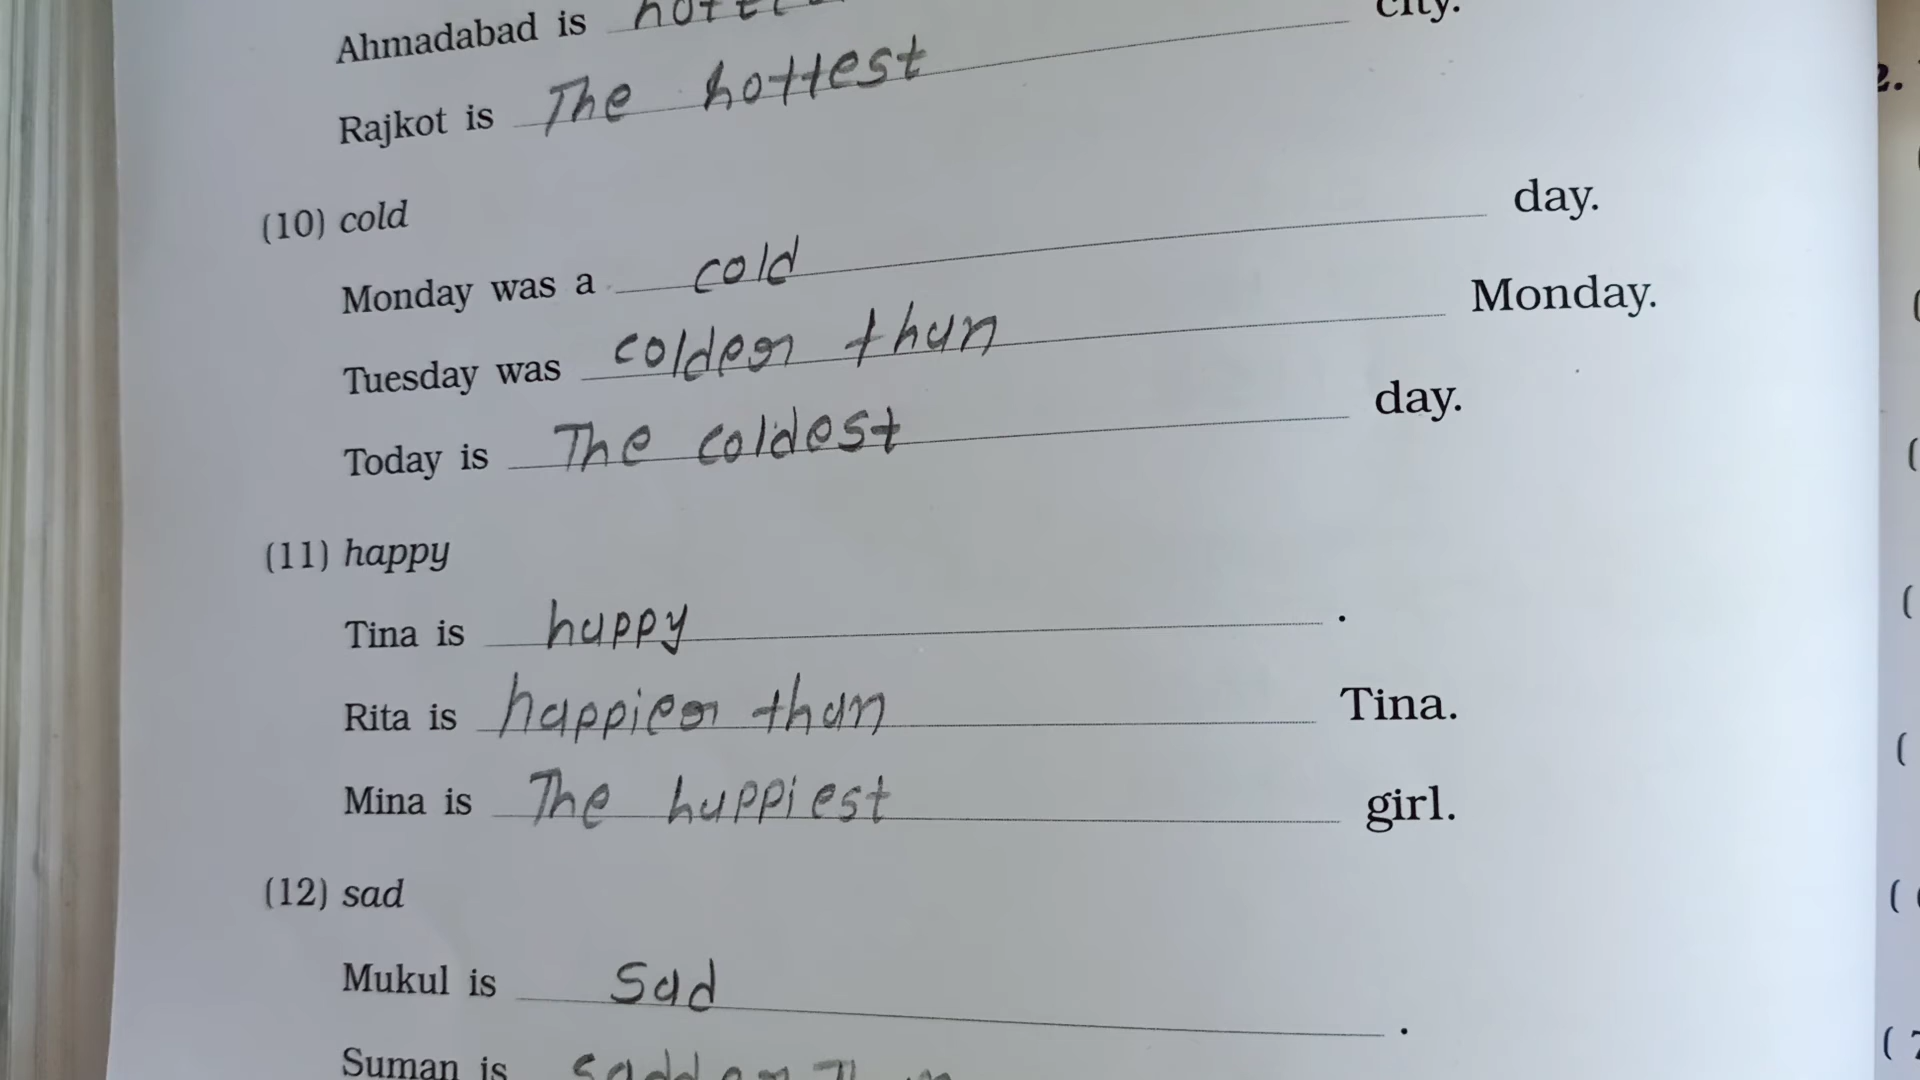 Ahmadabad is
city.
Rajkot is The hottest
(10) cold
Monday was a cold day.
Tuesday was colder than Monday.
Today is The coldest day.
(11) happy
Tina is happy .
Rita is happier than Tina.
Mina is The happiest girl.
(12) sad
Mukul is sad .
Suman is
2.